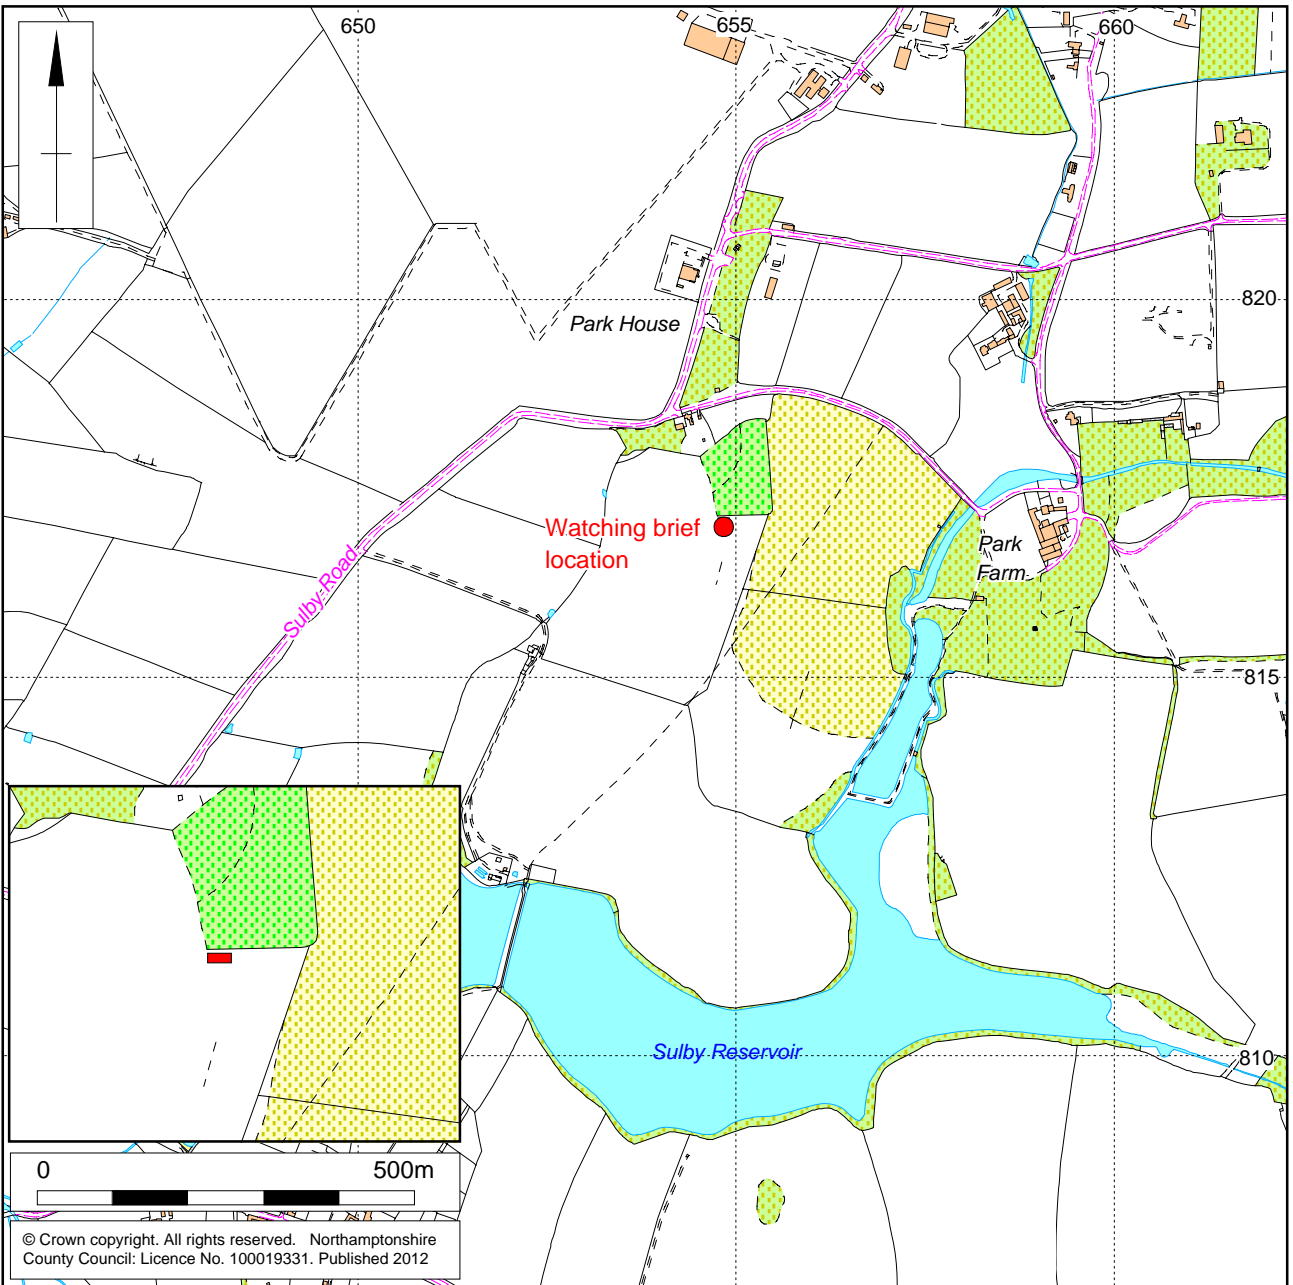 650
655
660
820
Park House
Watching brief
location
Park
Farm
Sulby Road
815
Sulby Reservoir
810
0 500m
© Crown copyright. All rights reserved. Northamptonshire
County Council: Licence No. 100019331. Published 2012